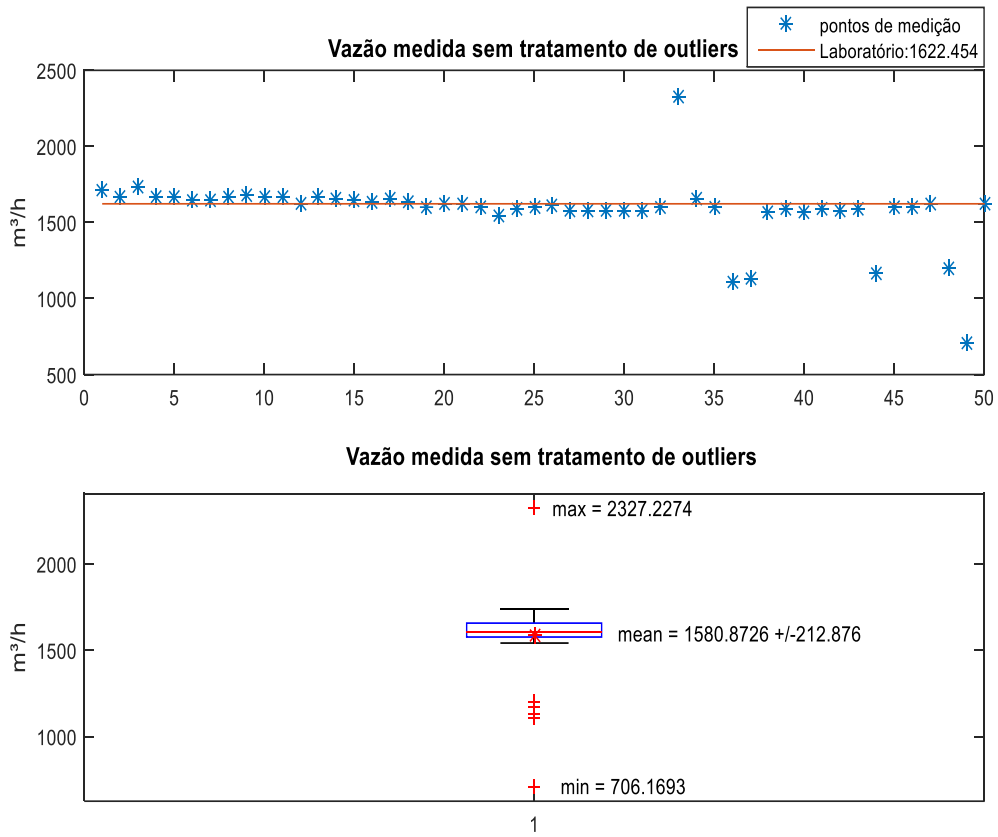 pontos de medição
Laboratório:1622.454
Vazão medida sem tratamento de outliers
2500
2000
1500
1000
500
m³/h
0 5 10 15 20 25 30 35 40 45 50
Vazão medida sem tratamento de outliers
max = 2327.2274
2000
mean = 1580.8726 +/-212.876
1500
m³/h
1000
min = 706.1693
1